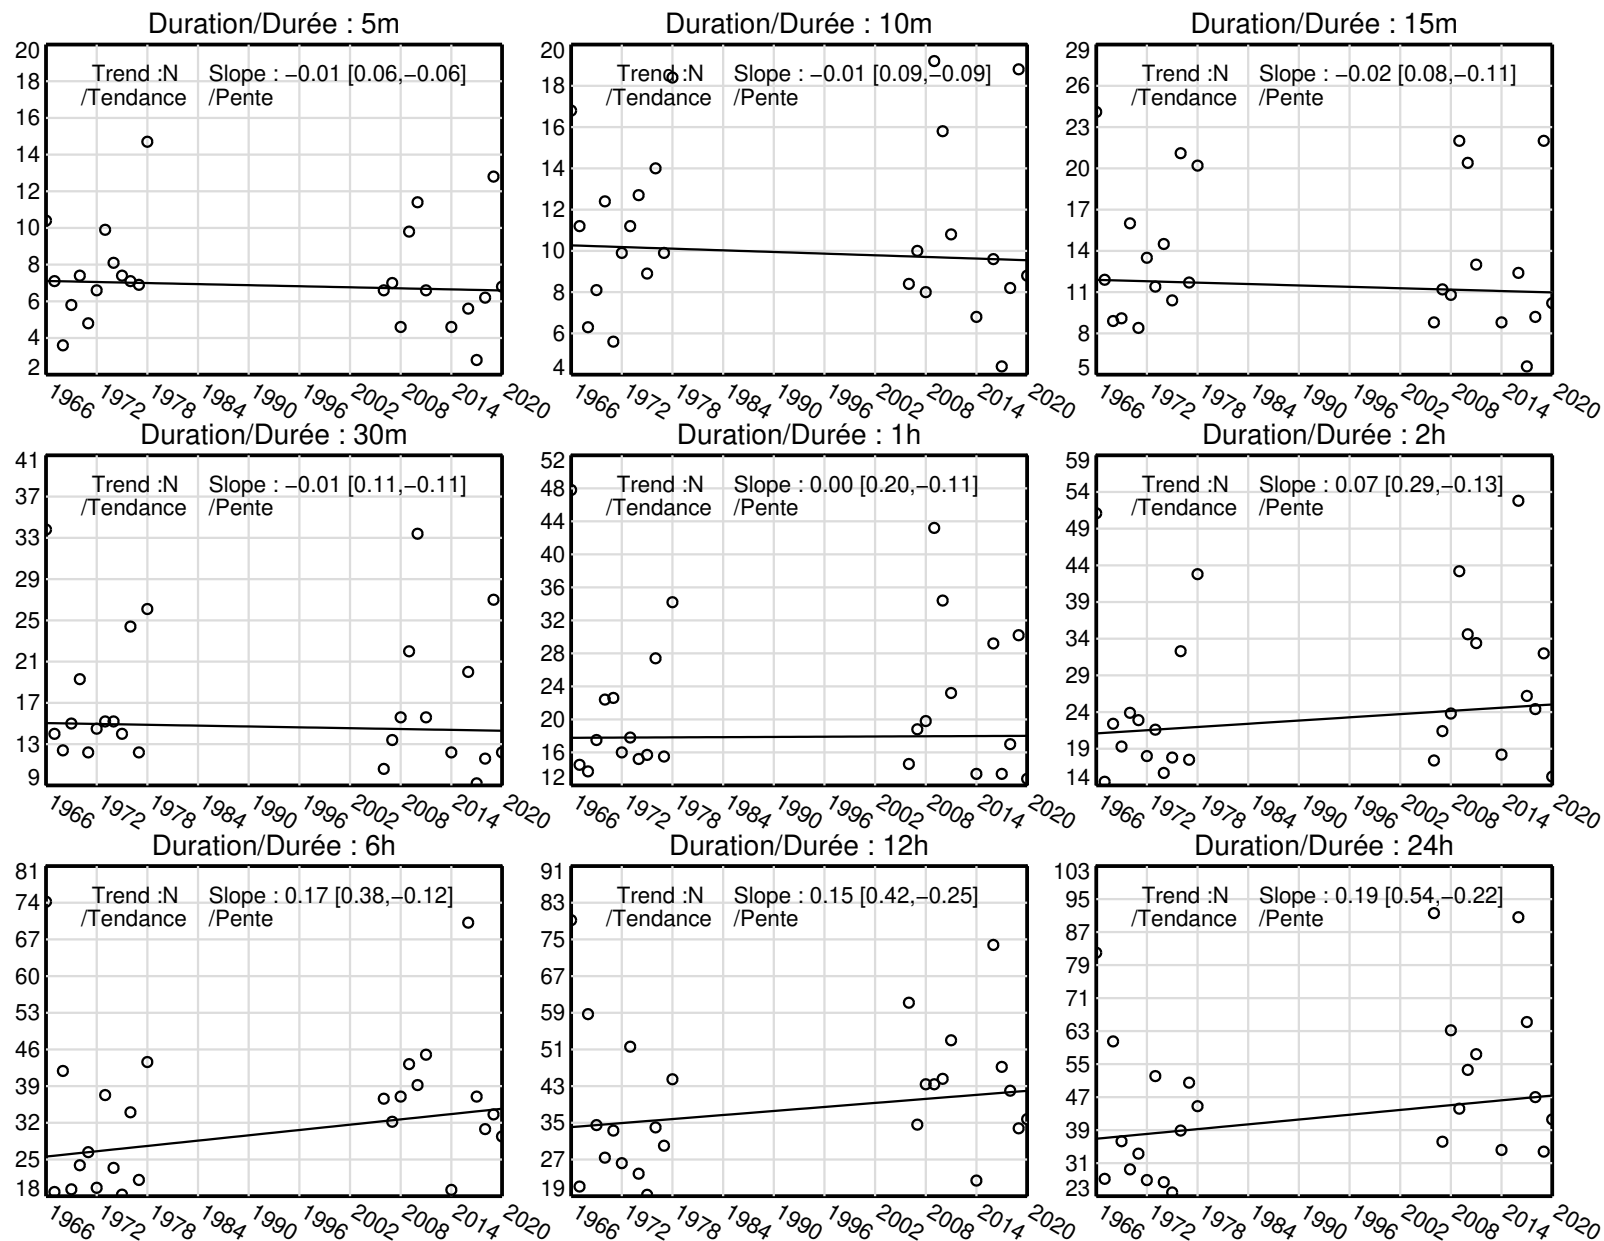 Duration/Durée : 5m
Trend :N Slope : −0.01 [0.06,−0.06]
/Tendance /Pente
20
18
16
14
12
10
8
6
4
2
1966 1972 1978 1984 1990 1996 2002 2008 2014 2020
Duration/Durée : 10m
Trend :N Slope : −0.01 [0.09,−0.09]
/Tendance /Pente
20
18
16
14
12
10
8
6
4
1966 1972 1978 1984 1990 1996 2002 2008 2014 2020
Duration/Durée : 15m
Trend :N Slope : −0.02 [0.08,−0.11]
/Tendance /Pente
29
26
23
20
17
14
11
8
5
1966 1972 1978 1984 1990 1996 2002 2008 2014 2020
Duration/Durée : 30m
Trend :N Slope : −0.01 [0.11,−0.11]
/Tendance /Pente
41
37
33
29
25
21
17
13
9
1966 1972 1978 1984 1990 1996 2002 2008 2014 2020
Duration/Durée : 1h
Trend :N Slope : 0.00 [0.20,−0.11]
/Tendance /Pente
52
48
44
40
36
32
28
24
20
16
12
1966 1972 1978 1984 1990 1996 2002 2008 2014 2020
Duration/Durée : 2h
Trend :N Slope : 0.07 [0.29,−0.13]
/Tendance /Pente
59
54
49
44
39
34
29
24
19
14
1966 1972 1978 1984 1990 1996 2002 2008 2014 2020
Duration/Durée : 6h
Trend :N Slope : 0.17 [0.38,−0.12]
/Tendance /Pente
81
74
67
60
53
46
39
32
25
18
1966 1972 1978 1984 1990 1996 2002 2008 2014 2020
Duration/Durée : 12h
Trend :N Slope : 0.15 [0.42,−0.25]
/Tendance /Pente
91
83
75
67
59
51
43
35
27
19
1966 1972 1978 1984 1990 1996 2002 2008 2014 2020
Duration/Durée : 24h
Trend :N Slope : 0.19 [0.54,−0.22]
/Tendance /Pente
103
95
87
79
71
63
55
47
39
31
23
1966 1972 1978 1984 1990 1996 2002 2008 2014 2020